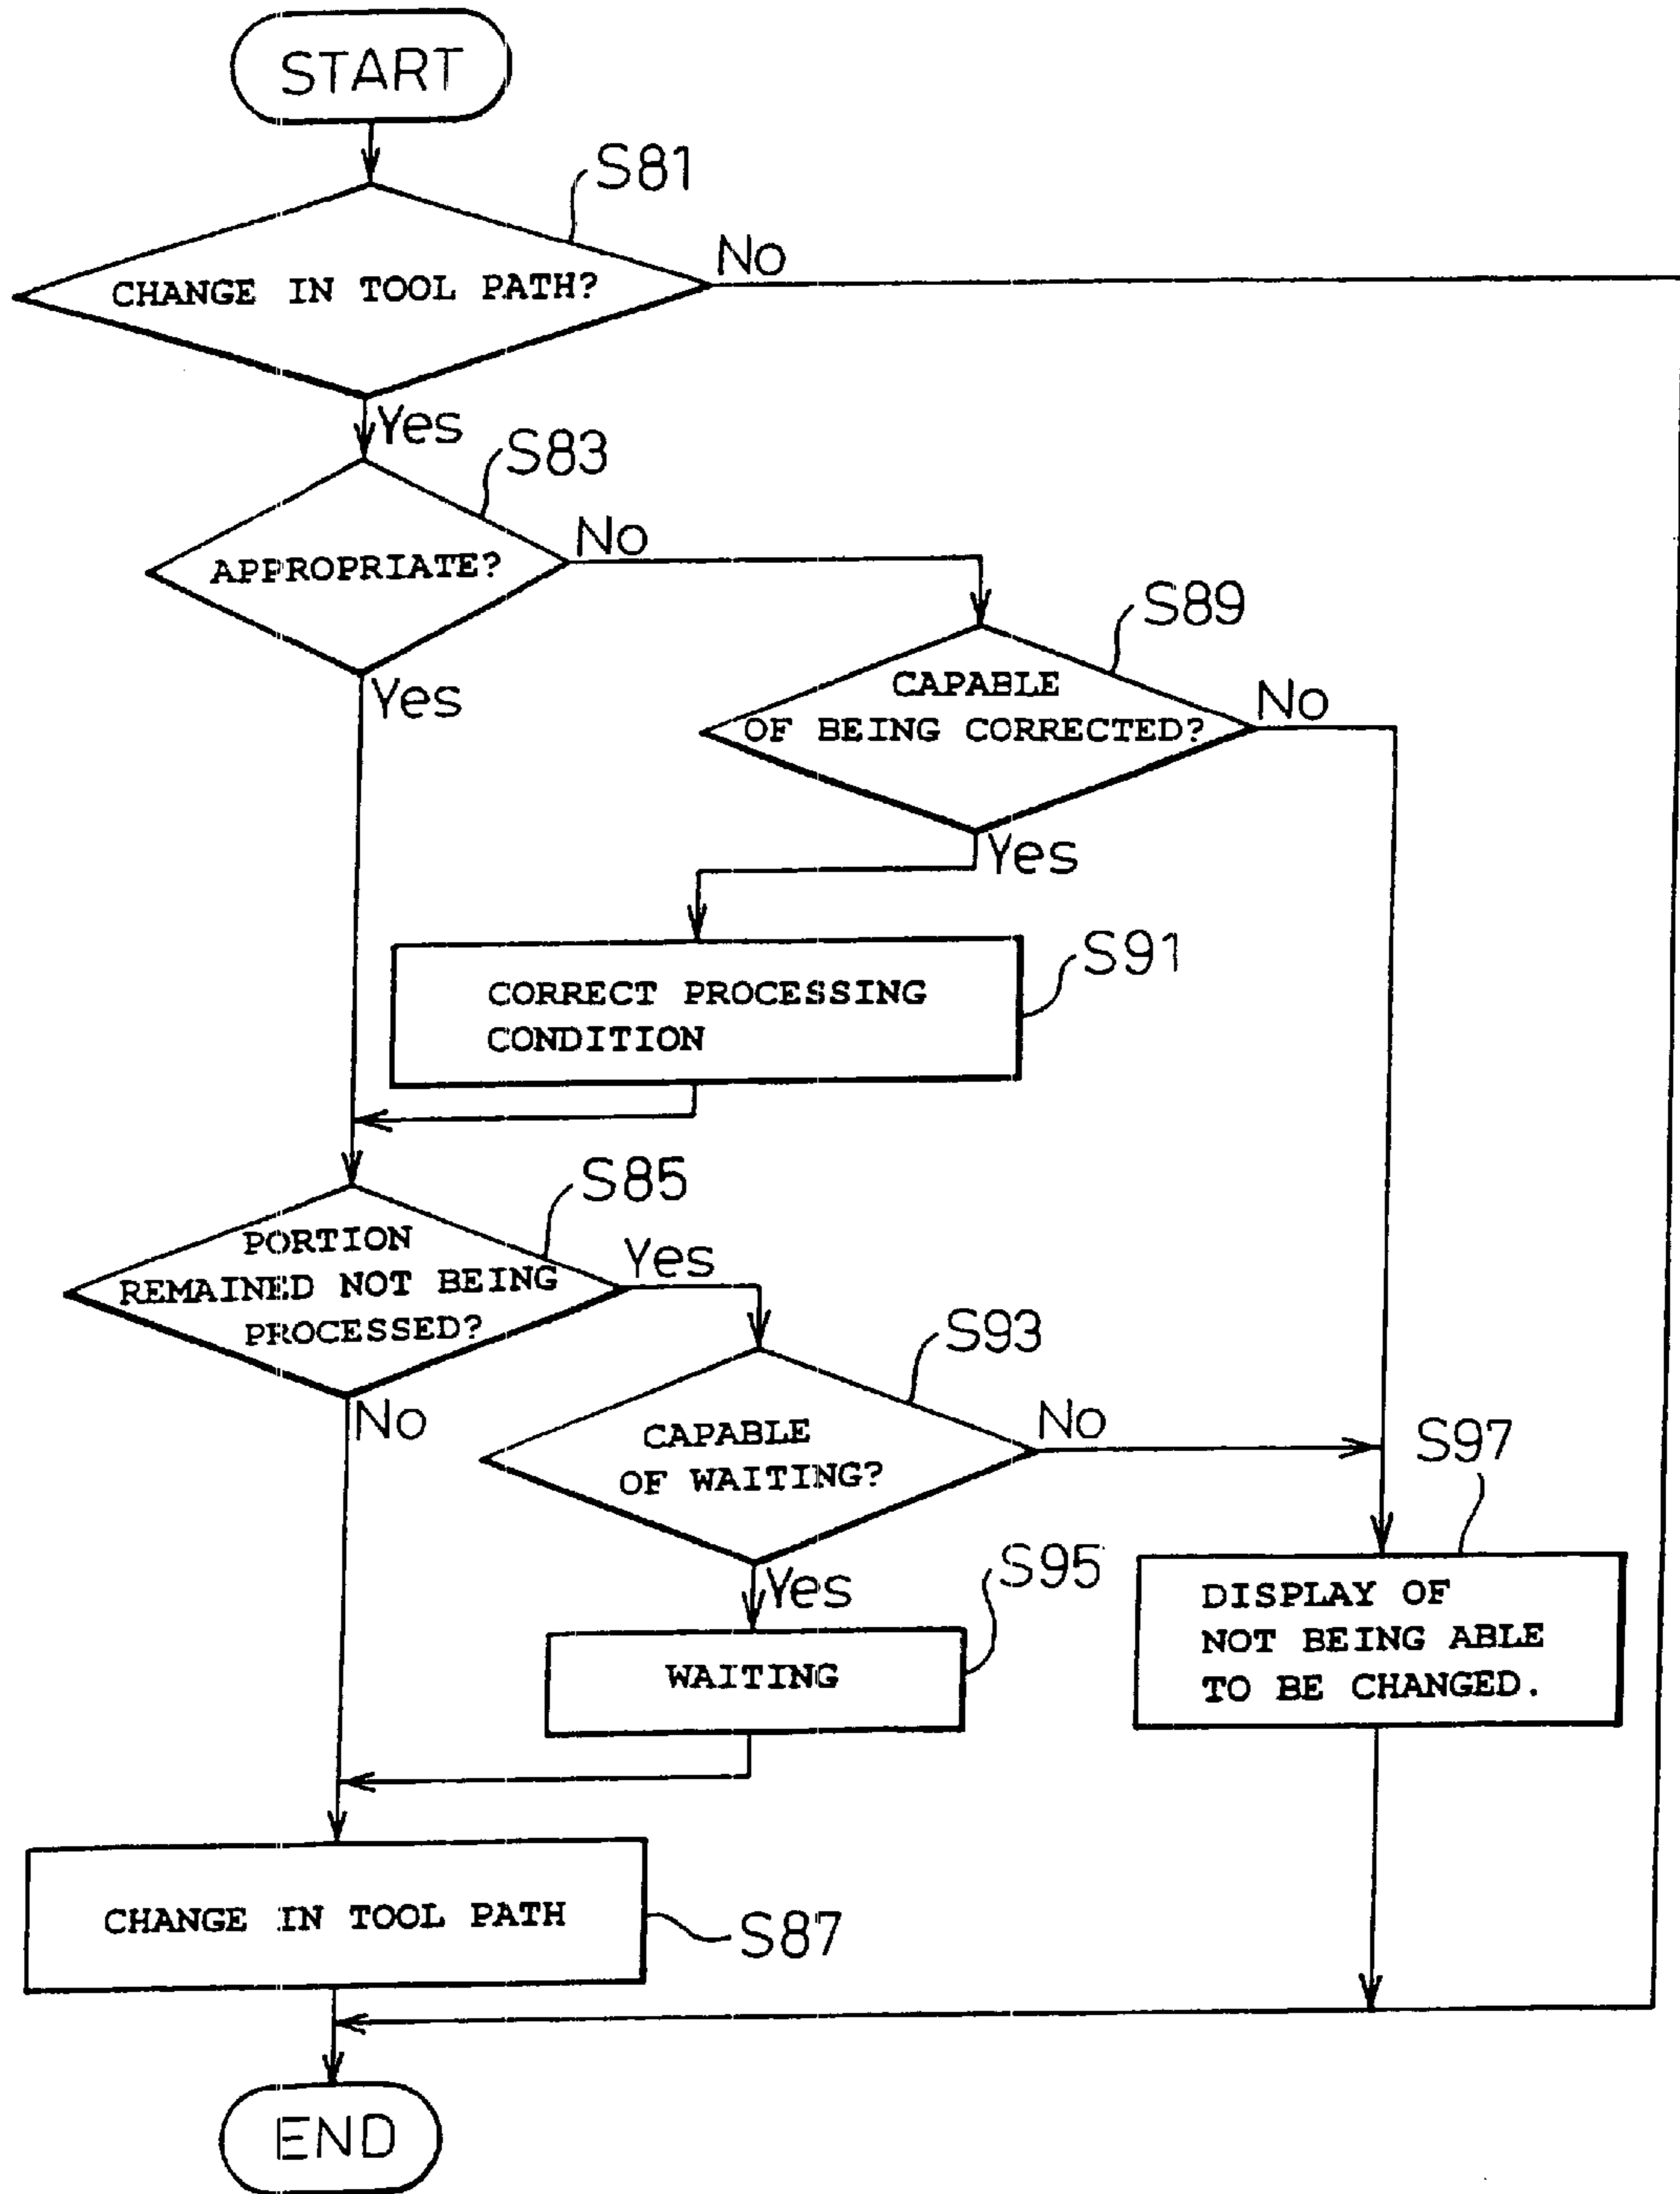 START
S81
CHANGE IN TOOL PATH?
No
Yes
S83
APPROPRIATE?
No
Yes
S89
CAPABLE
OF BEING CORRECTED?
No
Yes
S91
CORRECT PROCESSING
CONDITION
S85
PORTION
REMAINED NOT BEING
PROCESSED?
Yes
No
S93
CAPABLE
OF WAITING?
No
Yes
S97
S95
WAITING
DISPLAY OF
NOT BEING ABLE
TO BE CHANGED.
CHANGE IN TOOL PATH
S87
END